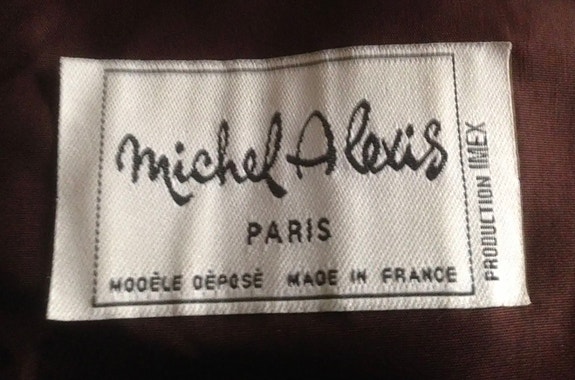 michel Alexis
PARIS
MODÈLE DÉPOSÉ MADE IN FRANCE
PRODUCTION IMEX